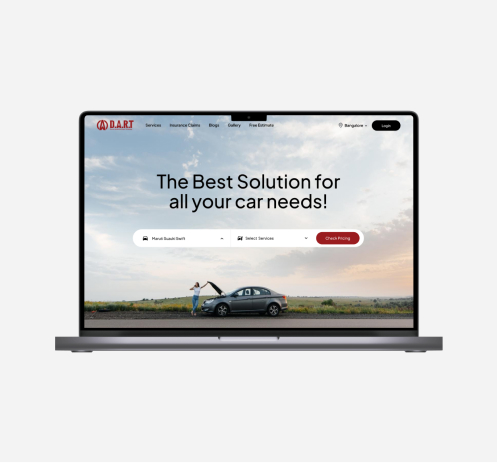 D.A.R.T
Services Insurance Claims Blogs Gallery Free Estimate
Bangalore
Login
The Best Solution for
all your car needs!
Maruti Suzuki Swift
Select Services
Check Pricing